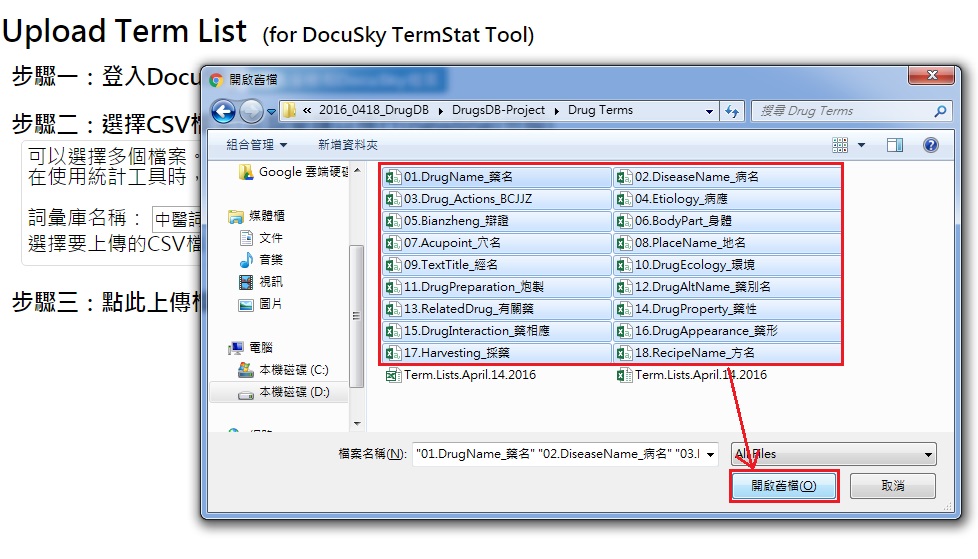 Upload Term List (for DocuSky TermStat Tool)
步驟一：登入Docu
開啟舊檔
« 2016_0418_DrugDB DrugsDB-Project Drug Terms
搜尋 Drug Terms
步驟二：選擇CSV檔
組合管理 新增資料夾
可以選擇多個檔案。
在使用統計工具時，
詞彙庫名稱： 中醫詞
選擇要上傳的CSV檔
步驟三：點此上傳檔
Google 雲端硬碟
媒體櫃
文件
音樂
視訊
圖片
電腦
本機磁碟 (C:)
本機磁碟 (D:)
01.DrugName_藥名 02.DiseaseName_病名
03.Drug_Actions_BCJJZ 04.Etiology_病應
05.Bianzheng_辯證 06.BodyPart_身體
07.Acupoint_穴名 08.PlaceName_地名
09.TextTitle_經名 10.DrugEcology_環境
11.DrugPreparation_炮製 12.DrugAltName_藥別名
13.RelatedDrug_有關藥 14.DrugProperty_藥性
15.DrugInteraction_藥相應 16.DrugAppearance_藥形
17.Harvesting_採藥 18.RecipeName_方名
Term.Lists.April.14.2016 Term.Lists.April.14.2016
檔案名稱(N): "01.DrugName_藥名" "02.DiseaseName_病名" "03.I
All Files
開啟舊檔(O) 取消